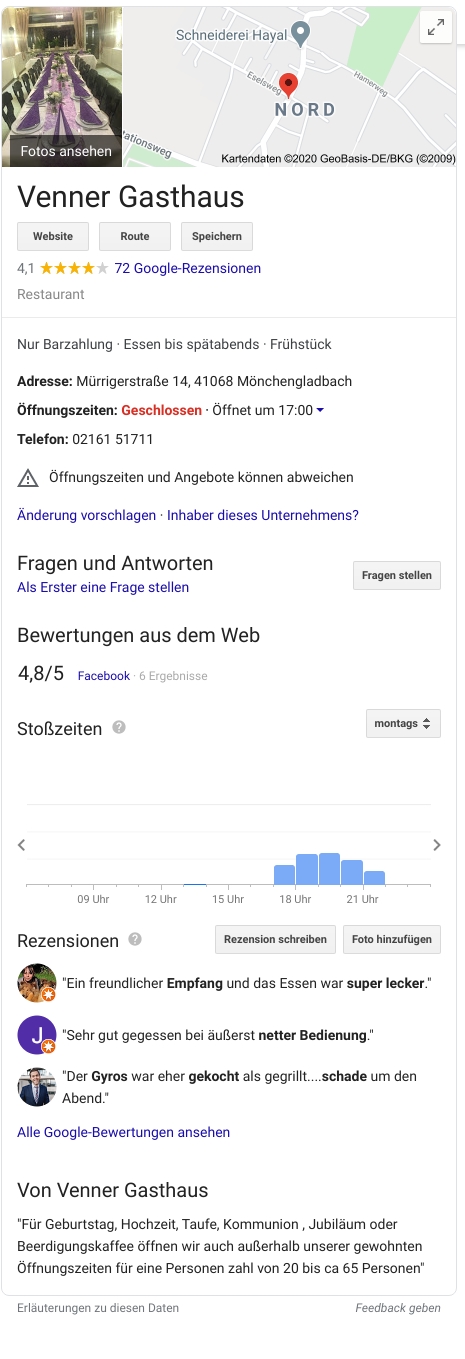 Schneiderei Hayal
Eselsweg
Hamerweg
NORD
tationsweg
Fotos ansehen
Kartendaten ©2020 GeoBasis-DE/BKG (©2009)
Venner Gasthaus
Website Route Speichern
4,1 72 Google-Rezensionen
Restaurant
Nur Barzahlung · Essen bis spätabends · Frühstück
Adresse: Mürrigerstraße 14, 41068 Mönchengladbach
Öffnungszeiten: Geschlossen · Öffnet um 17:00
Telefon: 02161 51711
Öffnungszeiten und Angebote können abweichen
Änderung vorschlagen · Inhaber dieses Unternehmens?
Fragen und Antworten
Als Erster eine Frage stellen
Fragen stellen
Bewertungen aus dem Web
4,8/5 Facebook · 6 Ergebnisse
Stoßzeiten ?
montags
09 Uhr 12 Uhr 15 Uhr 18 Uhr 21 Uhr
Rezensionen ? Rezension schreiben Foto hinzufügen
"Ein freundlicher Empfang und das Essen war super lecker."
J
"Sehr gut gegessen bei äußerst netter Bedienung."
"Der Gyros war eher gekocht als gegrillt....schade um den
Abend."
Alle Google-Bewertungen ansehen
Von Venner Gasthaus
"Für Geburtstag, Hochzeit, Taufe, Kommunion , Jubiläum oder
Beerdigungskaffee öffnen wir auch außerhalb unserer gewohnten
Öffnungszeiten für eine Personen zahl von 20 bis ca 65 Personen"
Erläuterungen zu diesen Daten
Feedback geben